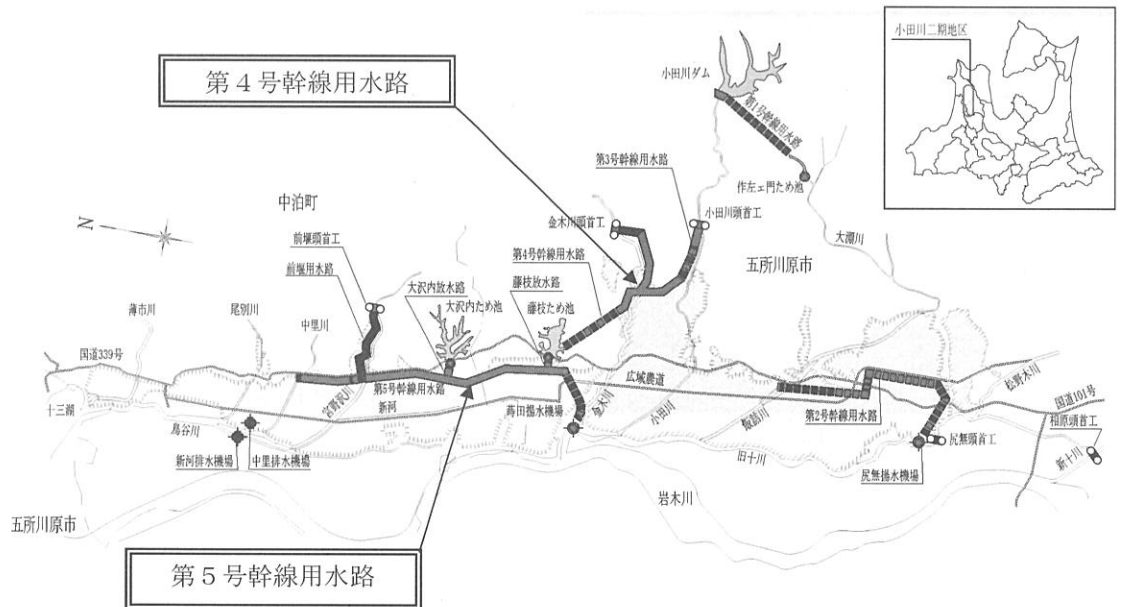 小田川二期地区
第４号幹線用水路
小田川ダム
第1号幹線用水路
第3号幹線用水路
作左ェ門ため池
中泊町
金木川頭首工
小田川頭首工
N
大溜川
前堰頭首工
第4号幹線用水路
五所川原市
前堰用水路
大沢内放水路
藤枝放水路
薄市川
尾別川
大沢内ため池
藤枝ため池
中里川
国道339号
第5号幹線用水路
広域農道
松野木川
十三湖
宮野沢川
新河
蒔田揚水機場
金木川
小田川
飯詰川
第2号幹線用水路
国道101号
鳥谷川
相原頭首工
新河排水機場
中里排水機場
旧十川
尻無頭首工
新十川
尻無揚水機場
岩木川
五所川原市
第５号幹線用水路